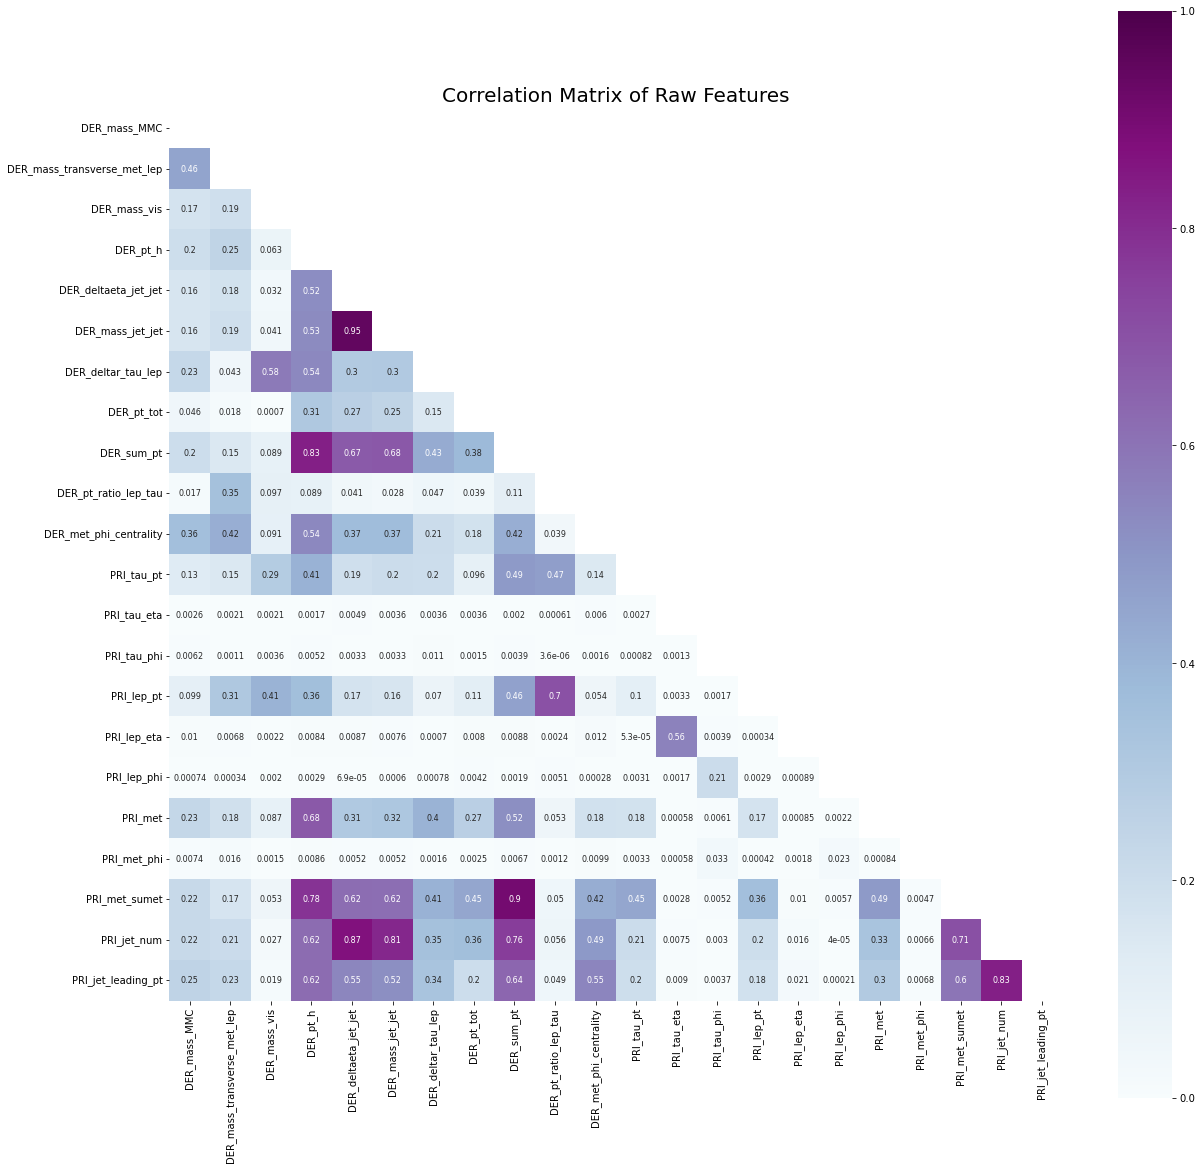 Correlation Matrix of Raw Features
1.0
0.8
0.6
0.4
0.2
0.0
DER_mass_MMC
DER_mass_transverse_met_lep 0.46
DER_mass_vis 0.17 0.19
DER_pt_h 0.2 0.25 0.063
DER_deltaeta_jet_jet 0.16 0.18 0.032 0.52
DER_mass_jet_jet 0.16 0.19 0.041 0.53 0.95
DER_deltar_tau_lep 0.23 0.043 0.58 0.54 0.3 0.3
DER_pt_tot 0.046 0.018 0.0007 0.31 0.27 0.25 0.15
DER_sum_pt 0.2 0.15 0.089 0.83 0.67 0.68 0.43 0.38
DER_pt_ratio_lep_tau 0.017 0.35 0.097 0.089 0.041 0.028 0.047 0.039 0.11
DER_met_phi_centrality 0.36 0.42 0.091 0.54 0.37 0.37 0.21 0.18 0.42 0.039
PRI_tau_pt 0.13 0.15 0.29 0.41 0.19 0.2 0.2 0.096 0.49 0.47 0.14
PRI_tau_eta 0.0026 0.0021 0.0021 0.0017 0.0049 0.0036 0.0036 0.0036 0.002 0.00061 0.006 0.0027
PRI_tau_phi 0.0062 0.0011 0.0036 0.0052 0.0033 0.0033 0.011 0.0015 0.0039 3.6e-06 0.0016 0.00082 0.0013
PRI_lep_pt 0.099 0.31 0.41 0.36 0.17 0.16 0.07 0.11 0.46 0.7 0.054 0.1 0.0033 0.0017
PRI_lep_eta 0.01 0.0068 0.0022 0.0084 0.0087 0.0076 0.0007 0.008 0.0088 0.0024 0.012 5.3e-05 0.56 0.0039 0.00034
PRI_lep_phi 0.00074 0.00034 0.002 0.0029 6.9e-05 0.0006 0.00078 0.0042 0.0019 0.0051 0.00028 0.0031 0.0017 0.21 0.0029 0.00089
PRI_met 0.23 0.18 0.087 0.68 0.31 0.32 0.4 0.27 0.52 0.053 0.18 0.18 0.00058 0.0061 0.17 0.00085 0.0022
PRI_met_phi 0.0074 0.016 0.0015 0.0086 0.0052 0.0052 0.0016 0.0025 0.0067 0.0012 0.0099 0.0033 0.00058 0.033 0.00042 0.0018 0.023 0.00084
PRI_met_sumet 0.22 0.17 0.053 0.78 0.62 0.62 0.41 0.45 0.9 0.05 0.42 0.45 0.0028 0.0052 0.36 0.01 0.0057 0.49 0.0047
PRI_jet_num 0.22 0.21 0.027 0.62 0.87 0.81 0.35 0.36 0.76 0.056 0.49 0.21 0.0075 0.003 0.2 0.016 4e-05 0.33 0.0066 0.71
PRI_jet_leading_pt 0.25 0.23 0.019 0.62 0.55 0.52 0.34 0.2 0.64 0.049 0.55 0.2 0.009 0.0037 0.18 0.021 0.00021 0.3 0.0068 0.6 0.83
DER_mass_MMC
DER_mass_transverse_met_lep
DER_mass_vis
DER_pt_h
DER_deltaeta_jet_jet
DER_mass_jet_jet
DER_deltar_tau_lep
DER_pt_tot
DER_sum_pt
DER_pt_ratio_lep_tau
DER_met_phi_centrality
PRI_tau_pt
PRI_tau_eta
PRI_tau_phi
PRI_lep_pt
PRI_lep_eta
PRI_lep_phi
PRI_met
PRI_met_phi
PRI_met_sumet
PRI_jet_num
PRI_jet_leading_pt